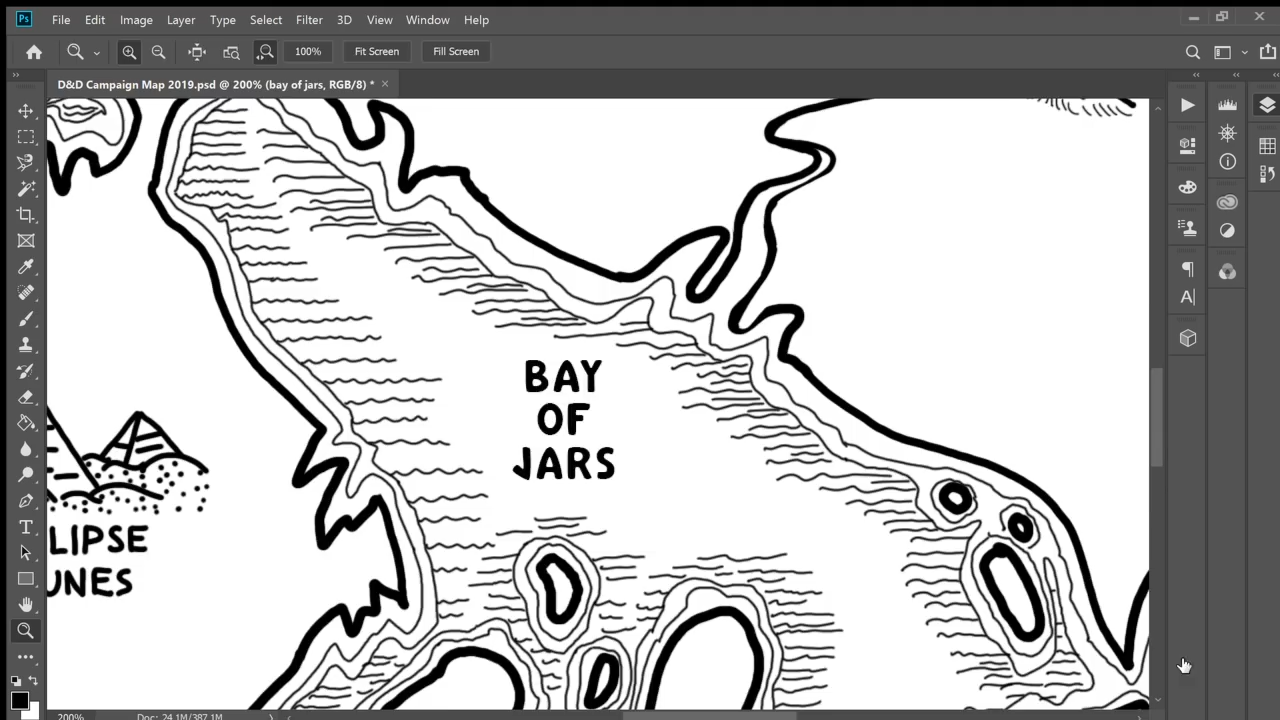 Ps File Edit Image Layer Type Select Filter 3D View Window Help
100% Fit Screen Fill Screen
D&D Campaign Map 2019.psd @ 200% (bay of jars, RGB/8) * ×
BAY
OF
JARS
LIPSE
UNES
200% Doc: 24.1M/387.1M